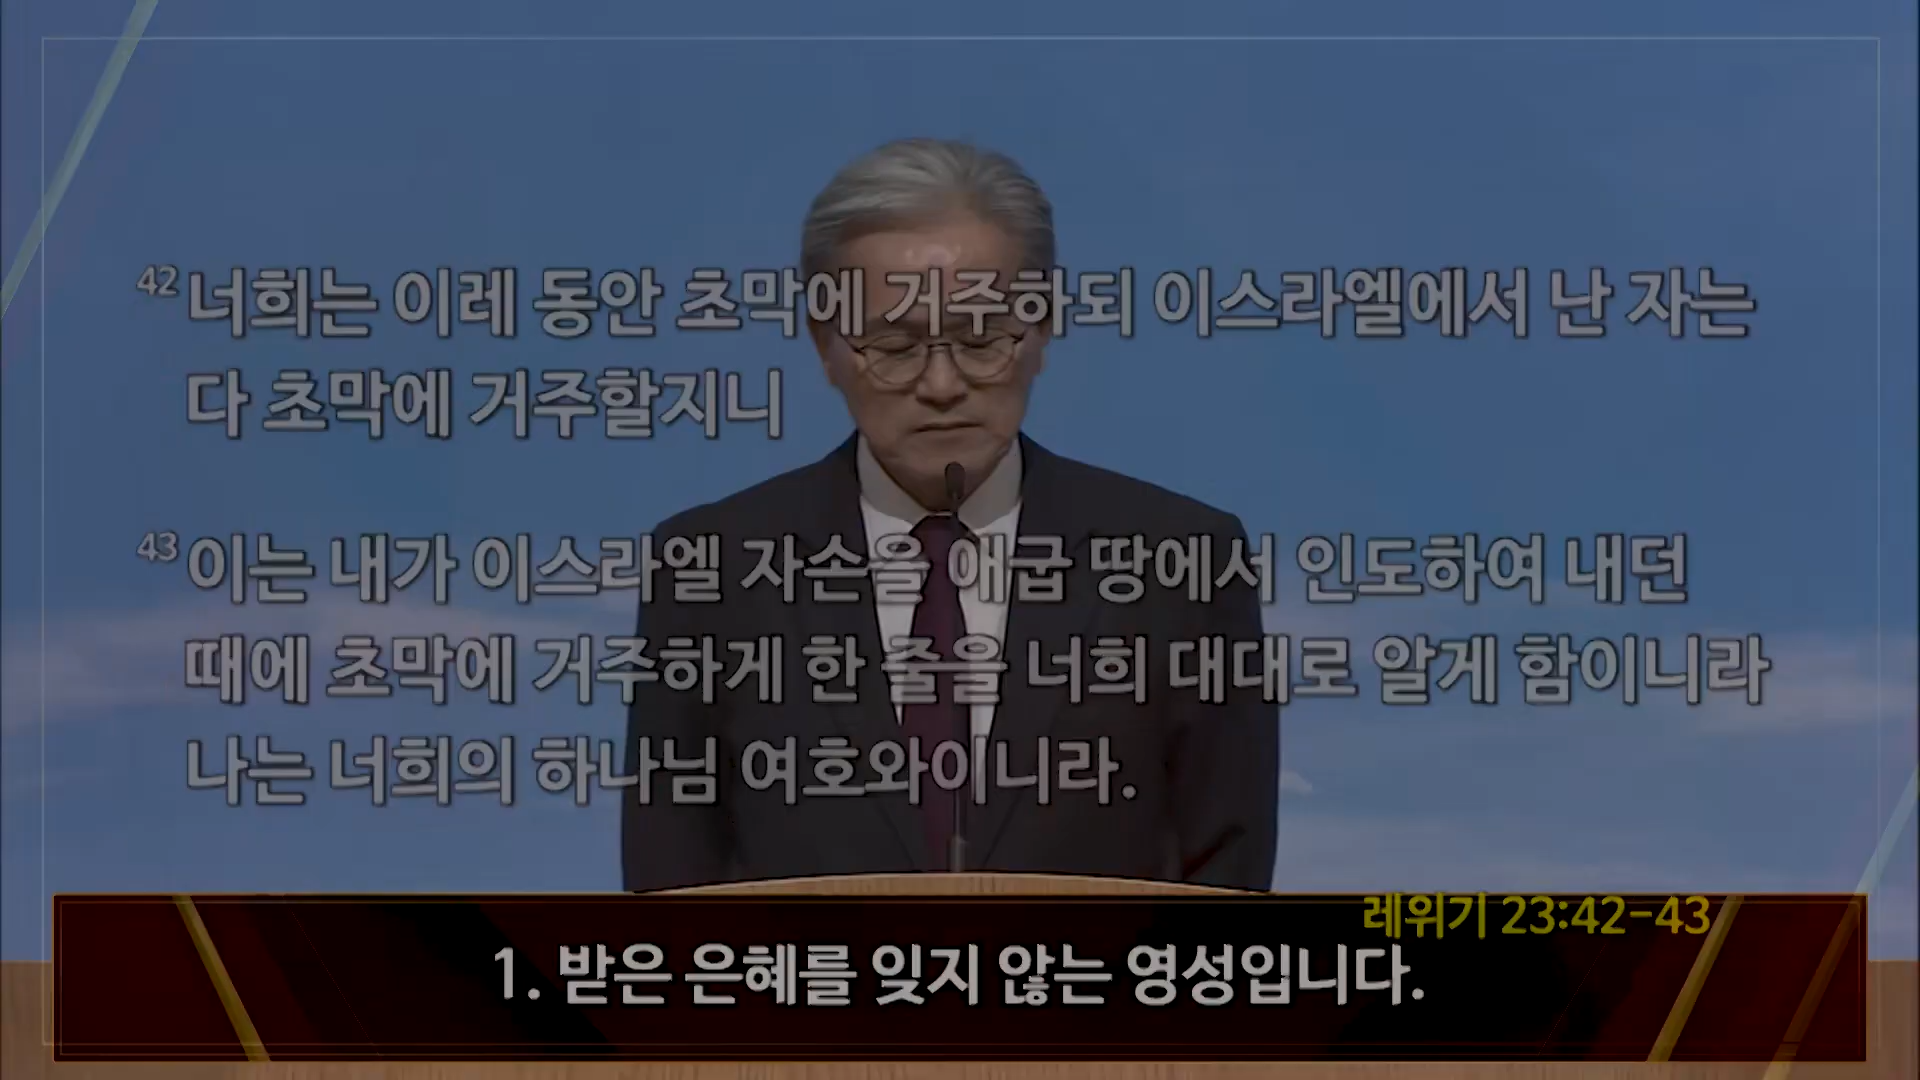 42 너희는 이레 동안 초막에 거주하되 이스라엘에서 난 자는
다 초막에 거주할지니
43 이는 내가 이스라엘 자손을 애굽 땅에서 인도하여 내던
때에 초막에 거주하게 한 줄을 너희 대대로 알게 함이니라
나는 너희의 하나님 여호와이니라.
레위기 23:42-43
1. 받은 은혜를 잊지 않는 영성입니다.